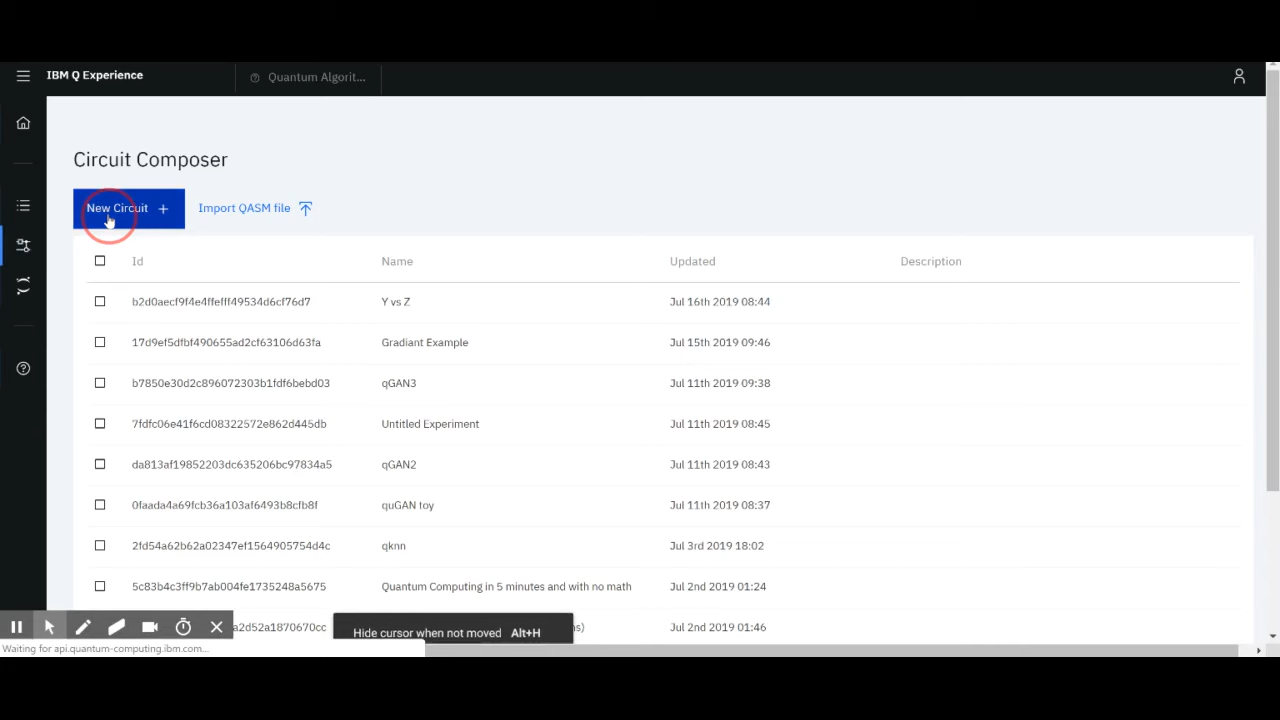 IBM Q Experience
Quantum Algorit...
Circuit Composer
New Circuit +
Import QASM file
Id Name Updated Description
b2d0aecf9f4e4ffefff49534d6cf76d7 Y vs Z Jul 16th 2019 08:44
17d9ef5dfbf490655ad2cf63106d63fa Gradiant Example Jul 15th 2019 09:46
b7850e30d2c896072303b1fdf6bebd03 qGAN3 Jul 11th 2019 09:38
7fdfc06e41f6cd08322572e862d445db Untitled Experiment Jul 11th 2019 08:45
da813af19852203dc635206bc97834a5 qGAN2 Jul 11th 2019 08:43
0faada4a69fcb36a103af6493b8cfb8f quGAN toy Jul 11th 2019 08:37
2fd54a62b62a02347ef1564905754d4c qknn Jul 3rd 2019 18:02
5c83b4c3ff9b7ab004fe1735248a5675 Quantum Computing in 5 minutes and with no math Jul 2nd 2019 01:24
a2d52a1870670cc ns) Jul 2nd 2019 01:46
Hide cursor when not moved Alt+H
Waiting for api.quantum-computing.ibm.com...